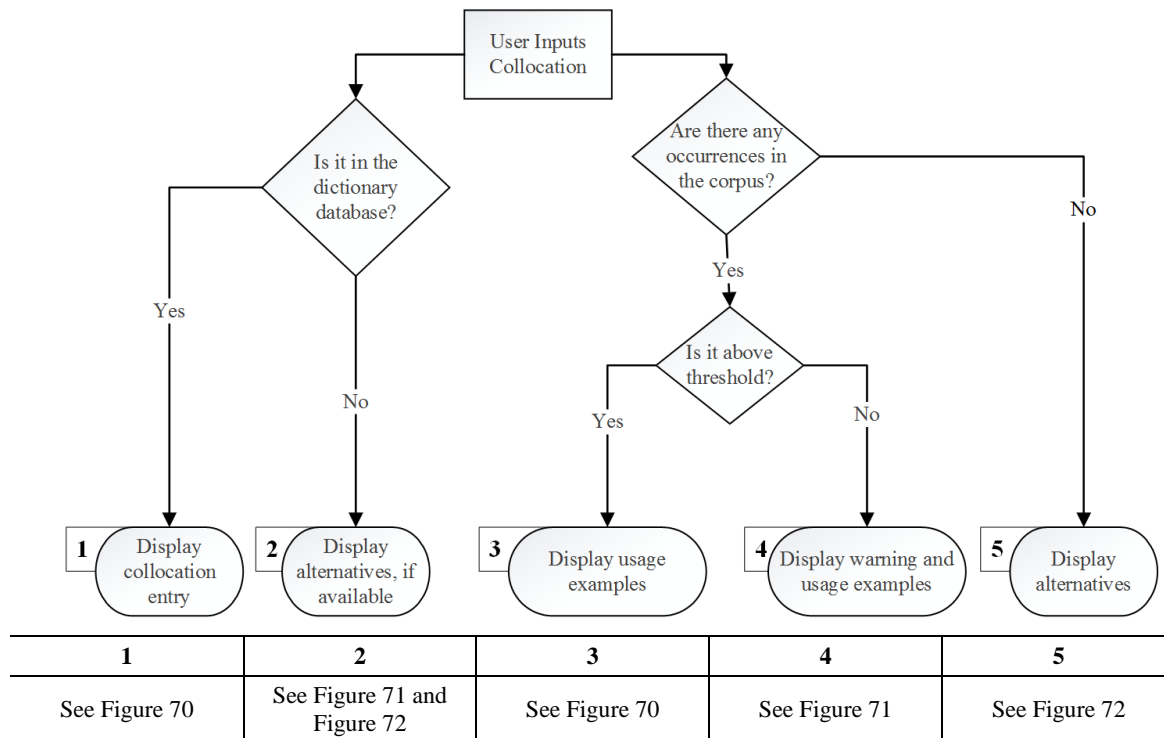 User Inputs
Collocation
Is it in the
dictionary
database?
Are there any
occurrences in
the corpus?
No
Yes
Yes
Is it above
threshold?
No
Yes
No
1
Display
collocation
entry
2
Display
alternatives, if
available
3
Display usage
examples
4
Display warning and
usage examples
5
Display
alternatives
1
2
3
4
5
See Figure 70
See Figure 71 and
Figure 72
See Figure 70
See Figure 71
See Figure 72